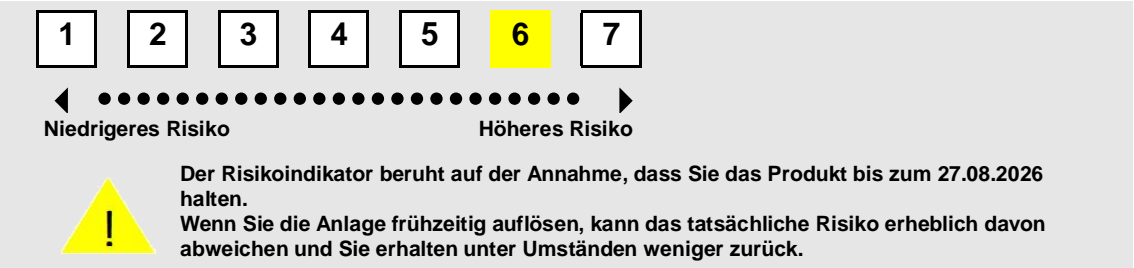 1 2 3 4 5 6 7
Niedrigeres Risiko Höheres Risiko
Der Risikoindikator beruht auf der Annahme, dass Sie das Produkt bis zum 27.08.2026
halten.
Wenn Sie die Anlage frühzeitig auflösen, kann das tatsächliche Risiko erheblich davon
abweichen und Sie erhalten unter Umständen weniger zurück.
!